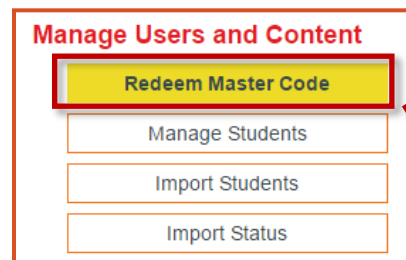 Manage Users and Content
Redeem Master Code
Manage Students
Import Students
Import Status